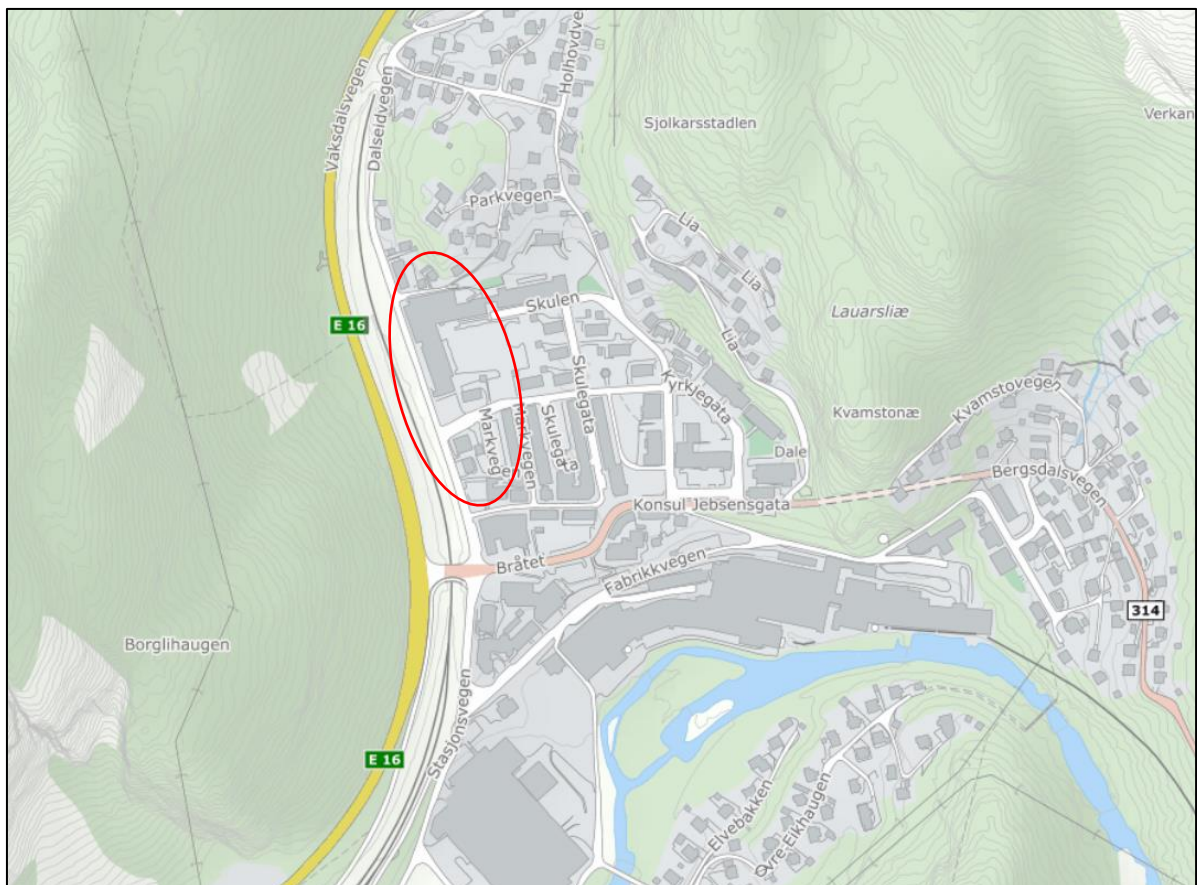 Holhovdve
Vaksdalsvegen
Dalseidvegen
Sjolkarsstadlen
Verkan
Parkvegen
Lia
Lia
Lia
Skulen
E 16
Lauarsliæ
Skulegata
Kyrkjegata
Kvamstovegen
Kvamstonæ
Markvegen
Markvegen
Skulegata
Dale
Bergsdalsvegen
Konsul Jebsensgata
Bråtet
Fabrikkvegen
314
Borglihaugen
Stasjonsvegen
E 16
Elvebakken
Øvre Eikhaugen